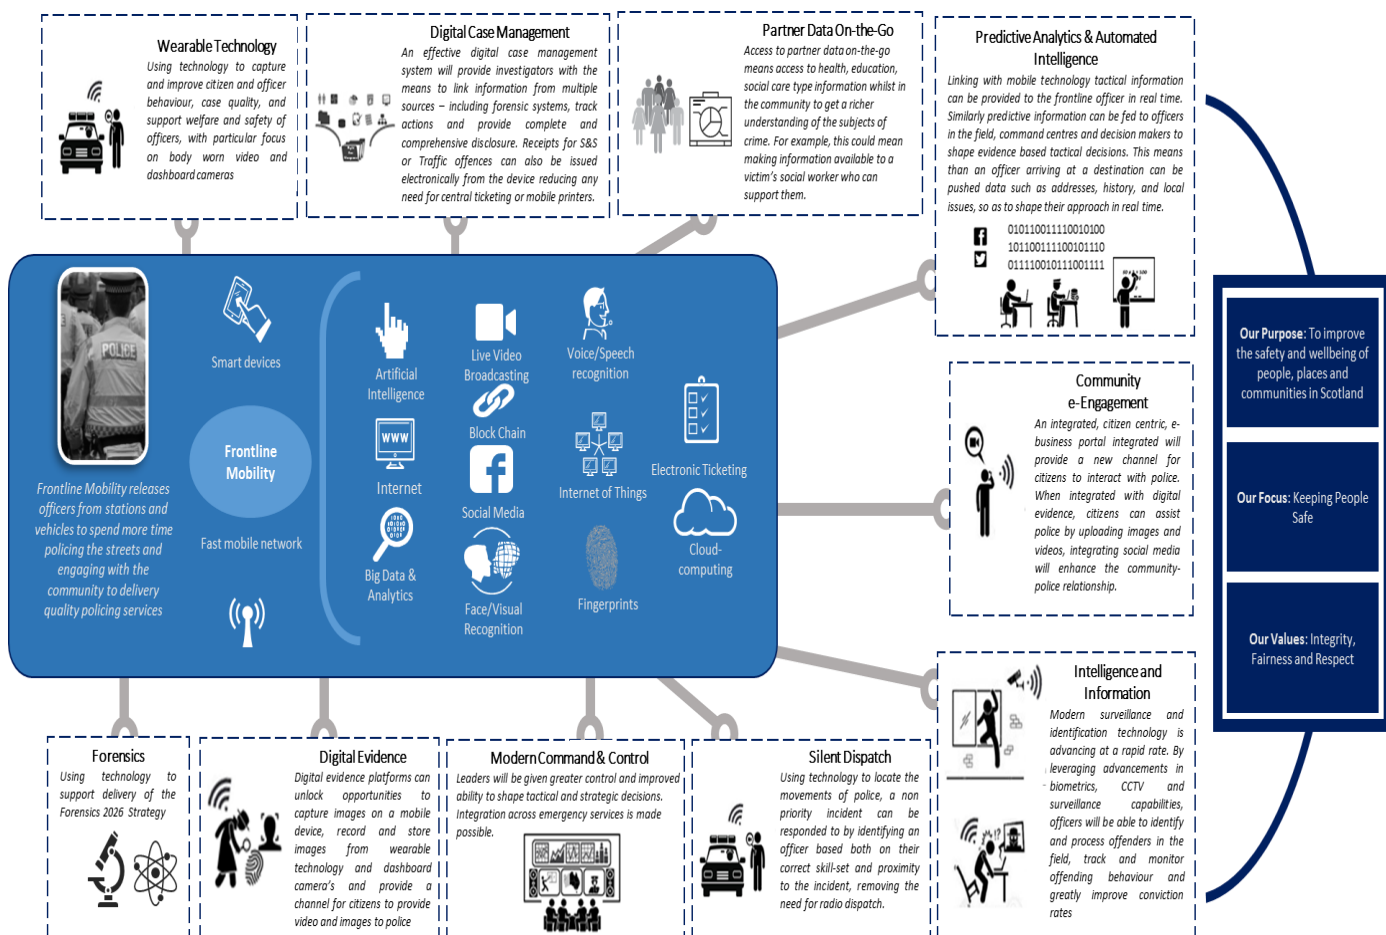 Wearable Technology
Using technology to capture
and improve citizen and officer
behaviour, case quality, and
support welfare and safety of
officers, with particular focus
on body worn video and
dashboard cameras
Digital Case Management
An effective digital case management
system will provide investigators with the
means to link information from multiple
sources – including forensic systems, track
actions and provide complete and
comprehensive disclosure. Receipts for S&S
or Traffic offences can also be issued
electronically from the device reducing any
need for central ticketing or mobile printers.
Partner Data On-the-Go
Access to partner data on-the-go
means access to health, education,
social care type information whilst in
the community to get a richer
understanding of the subjects of
crime. For example, this could mean
making information available to a
victim's social worker who can
support them.
Predictive Analytics & Automated
Intelligence
Linking with mobile technology tactical information
can be provided to the frontline officer in real time.
Similarly predictive information can be fed to officers
in the field, command centres and decision makers to
shape evidence based tactical decisions. This means
than an officer arriving at a destination can be
pushed data such as addresses, history, and local
issues, so as to shape their approach in real time.
010110011110010100
101100111100101110
011110010111001111
POLICE
Frontline Mobility releases
officers from stations and
vehicles to spend more time
policing the streets and
engaging with the
community to delivery
quality policing services
Smart devices
Frontline
Mobility
Fast mobile network
Artificial
Intelligence
WWW
Internet
Big Data &
Analytics
Live Video
Broadcasting
Block Chain
Social Media
Face/Visual
Recognition
Voice/Speech
recognition
Internet of Things
Fingerprints
Electronic Ticketing
Cloud-
computing
Community
e-Engagement
An integrated, citizen centric, e-
business portal integrated will
provide a new channel for
citizens to interact with police.
When integrated with digital
evidence, citizens can assist
police by uploading images and
videos, integrating social media
will enhance the community-
police relationship.
Our Purpose: To improve
the safety and wellbeing of
people, places and
communities in Scotland
Our Focus: Keeping People
Safe
Our Values: Integrity,
Fairness and Respect
Forensics
Using technology to
support delivery of the
Forensics 2026 Strategy
Digital Evidence
Digital evidence platforms can
unlock opportunities to
capture images on a mobile
device, record and store
images from wearable
technology and dashboard
camera's and provide a
channel for citizens to provide
video and images to police
Modern Command & Control
Leaders will be given greater control and improved
ability to shape tactical and strategic decisions.
Integration across emergency services is made
possible.
Silent Dispatch
Using technology to locate the
movements of police, a non
priority incident can be
responded to by identifying an
officer based both on their
correct skill-set and proximity
to the incident, removing the
need for radio dispatch.
Intelligence and
Information
Modern surveillance and
identification technology is
advancing at a rapid rate. By
leveraging advancements in
biometrics, CCTV and
surveillance capabilities,
officers will be able to identify
and process offenders in the
field, track and monitor
offending behaviour and
greatly improve conviction
rates